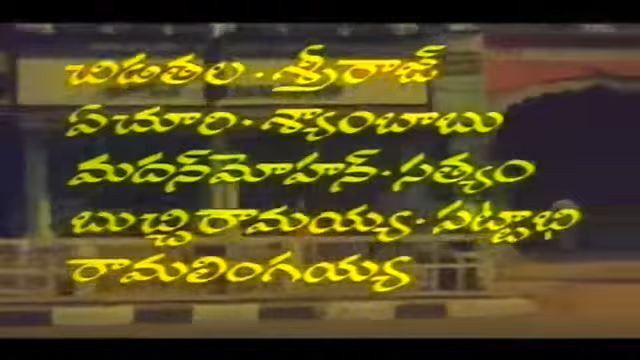 చిడతల · శ్రీరాజ్
ఏచూరి · శ్యాంబాబు
మదన్‌మోహన్ · సత్యం
బుచ్చిరామయ్య · పట్టాభి
రామలింగయ్య